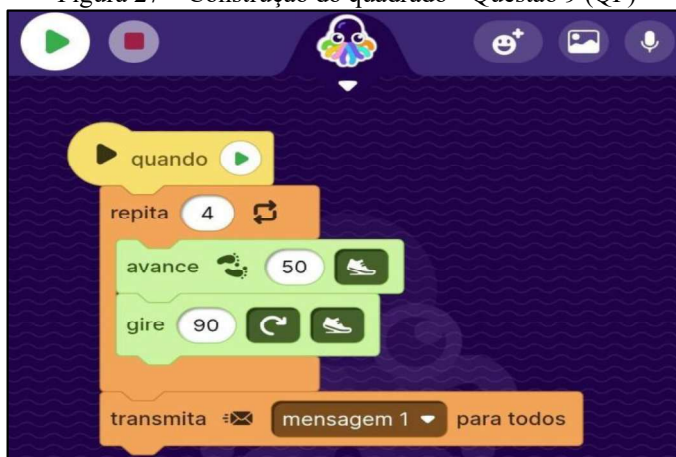 Figura 27 – Construção do quadrado – Questão 9 (QP)
quando
repita 4
avance 50
gire 90
transmita mensagem 1 para todos